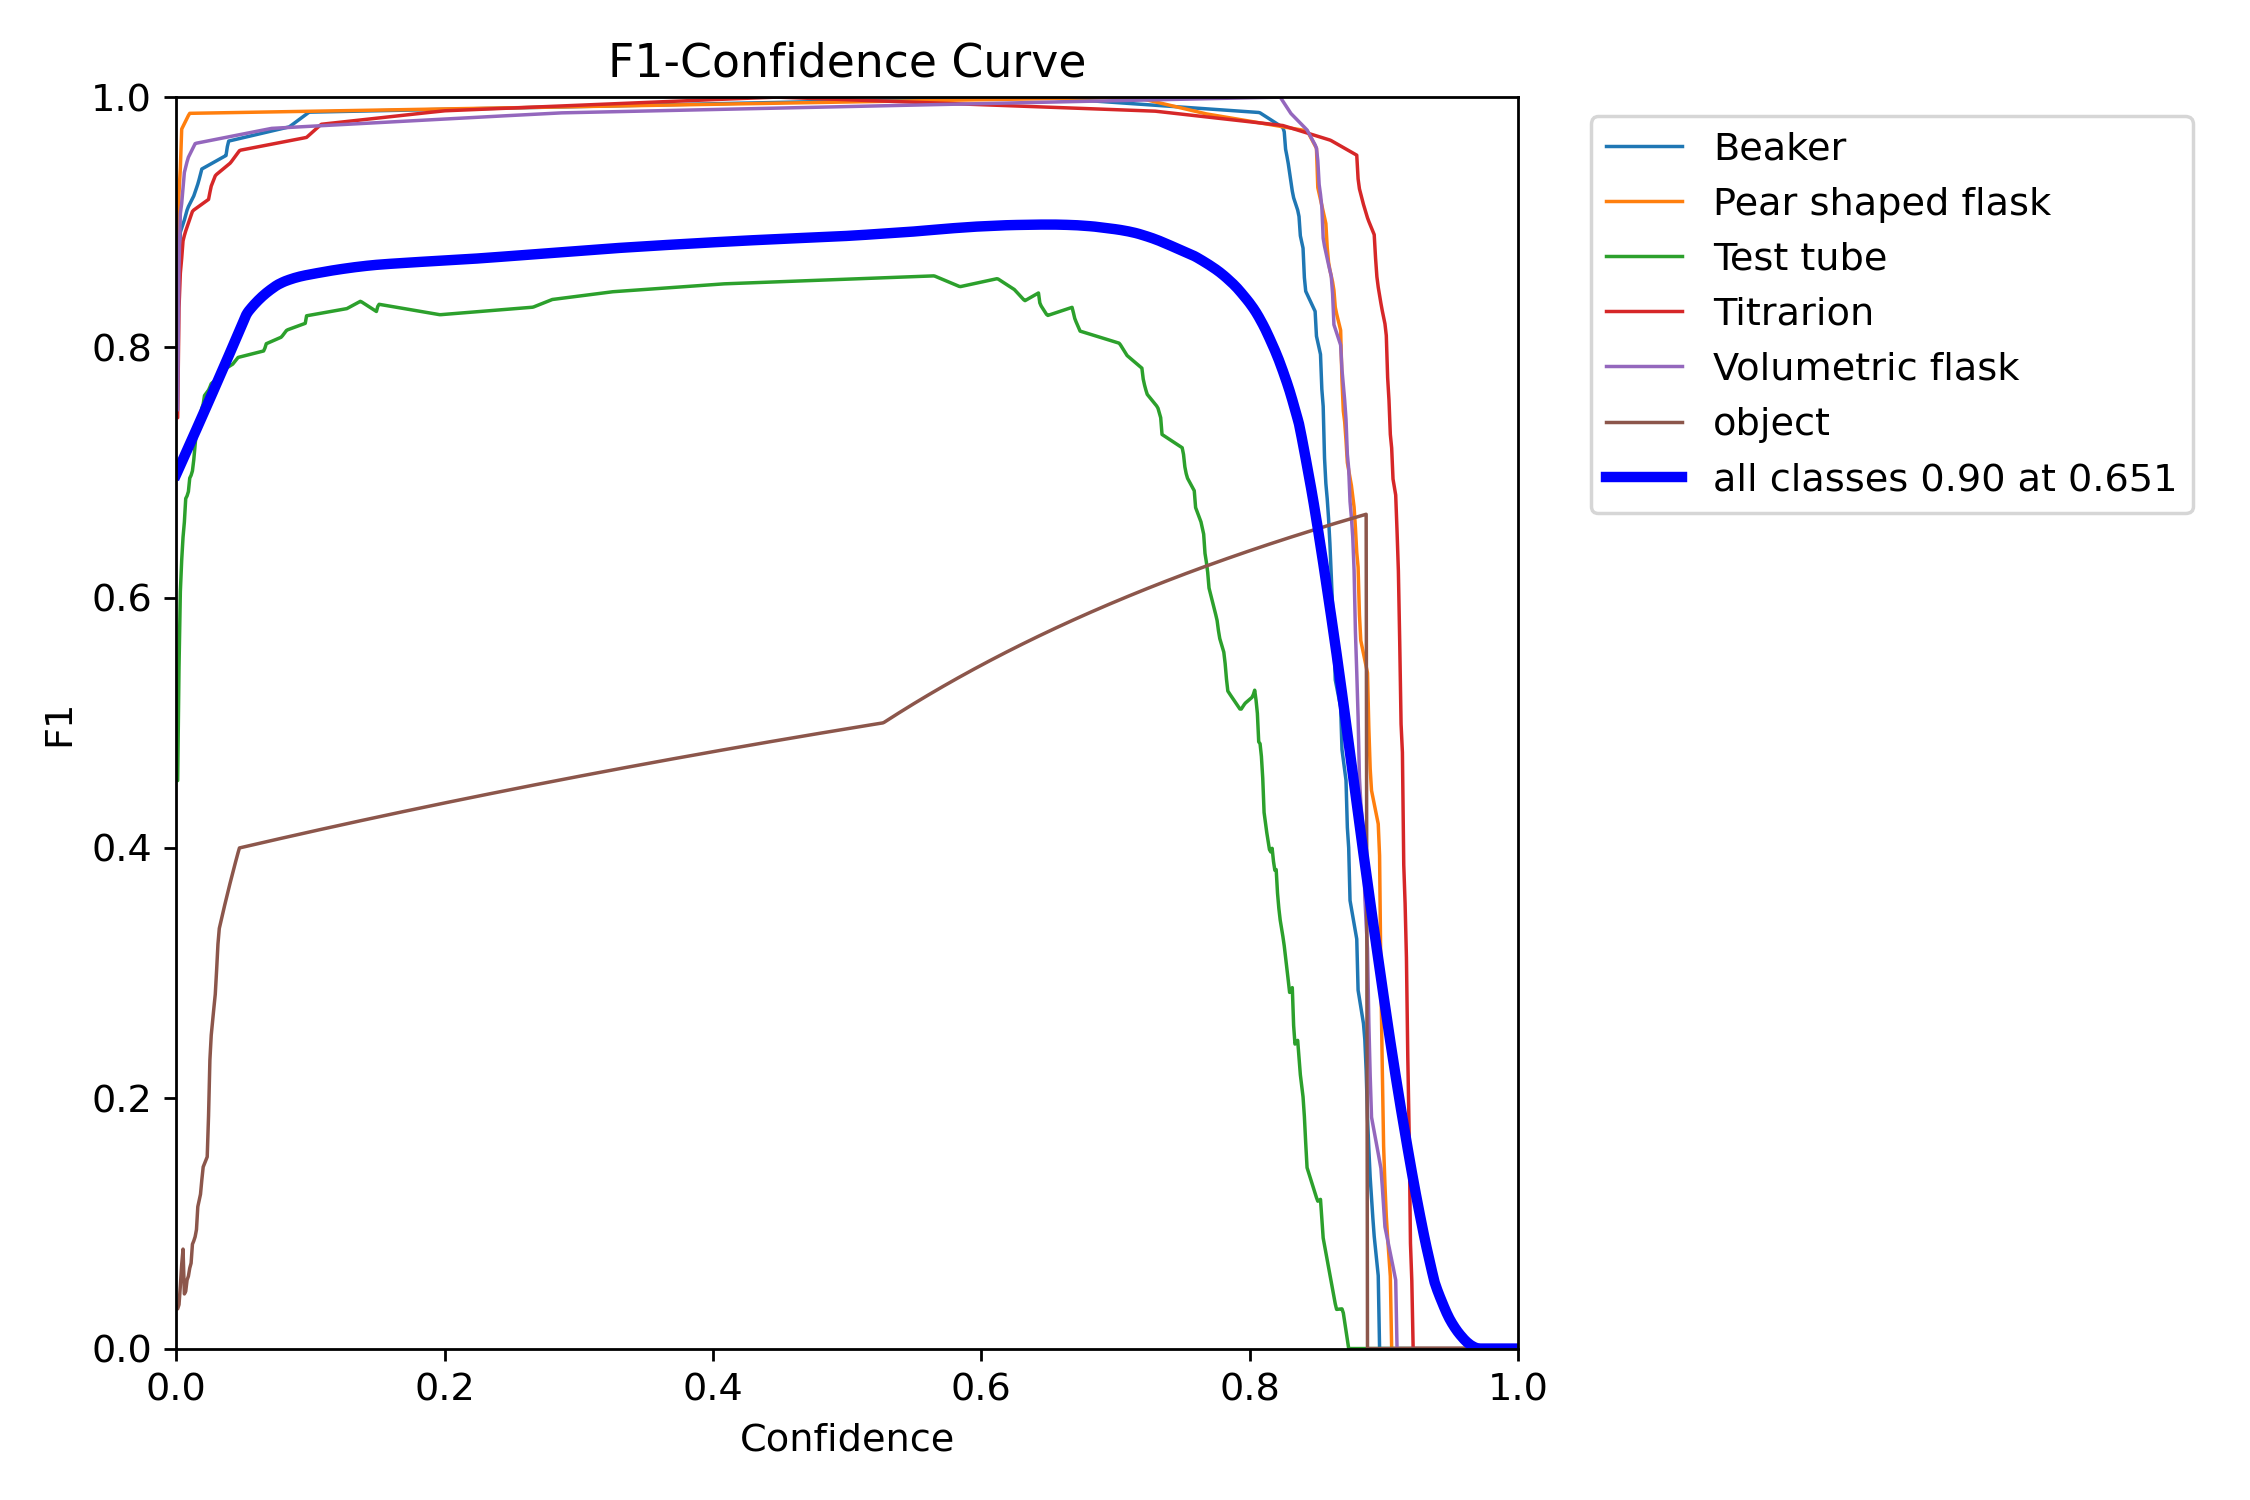 F1-Confidence Curve
1.0
0.8
0.6
0.4
0.2
0.0
F1
0.0 0.2 0.4 0.6 0.8 1.0
Confidence
Beaker
Pear shaped flask
Test tube
Titrarion
Volumetric flask
object
all classes 0.90 at 0.651